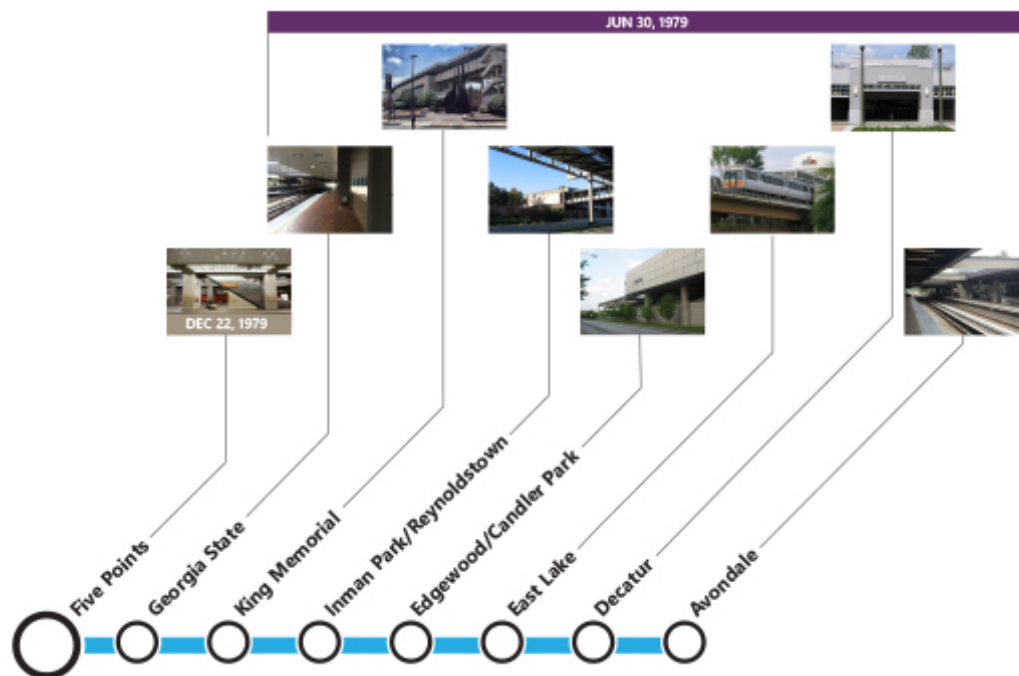 JUN 30, 1979
DEC 22, 1979
Five Points
Georgia State
King Memorial
Inman Park/Reynoldstown
Edgewood/Candler Park
East Lake
Decatur
Avondale